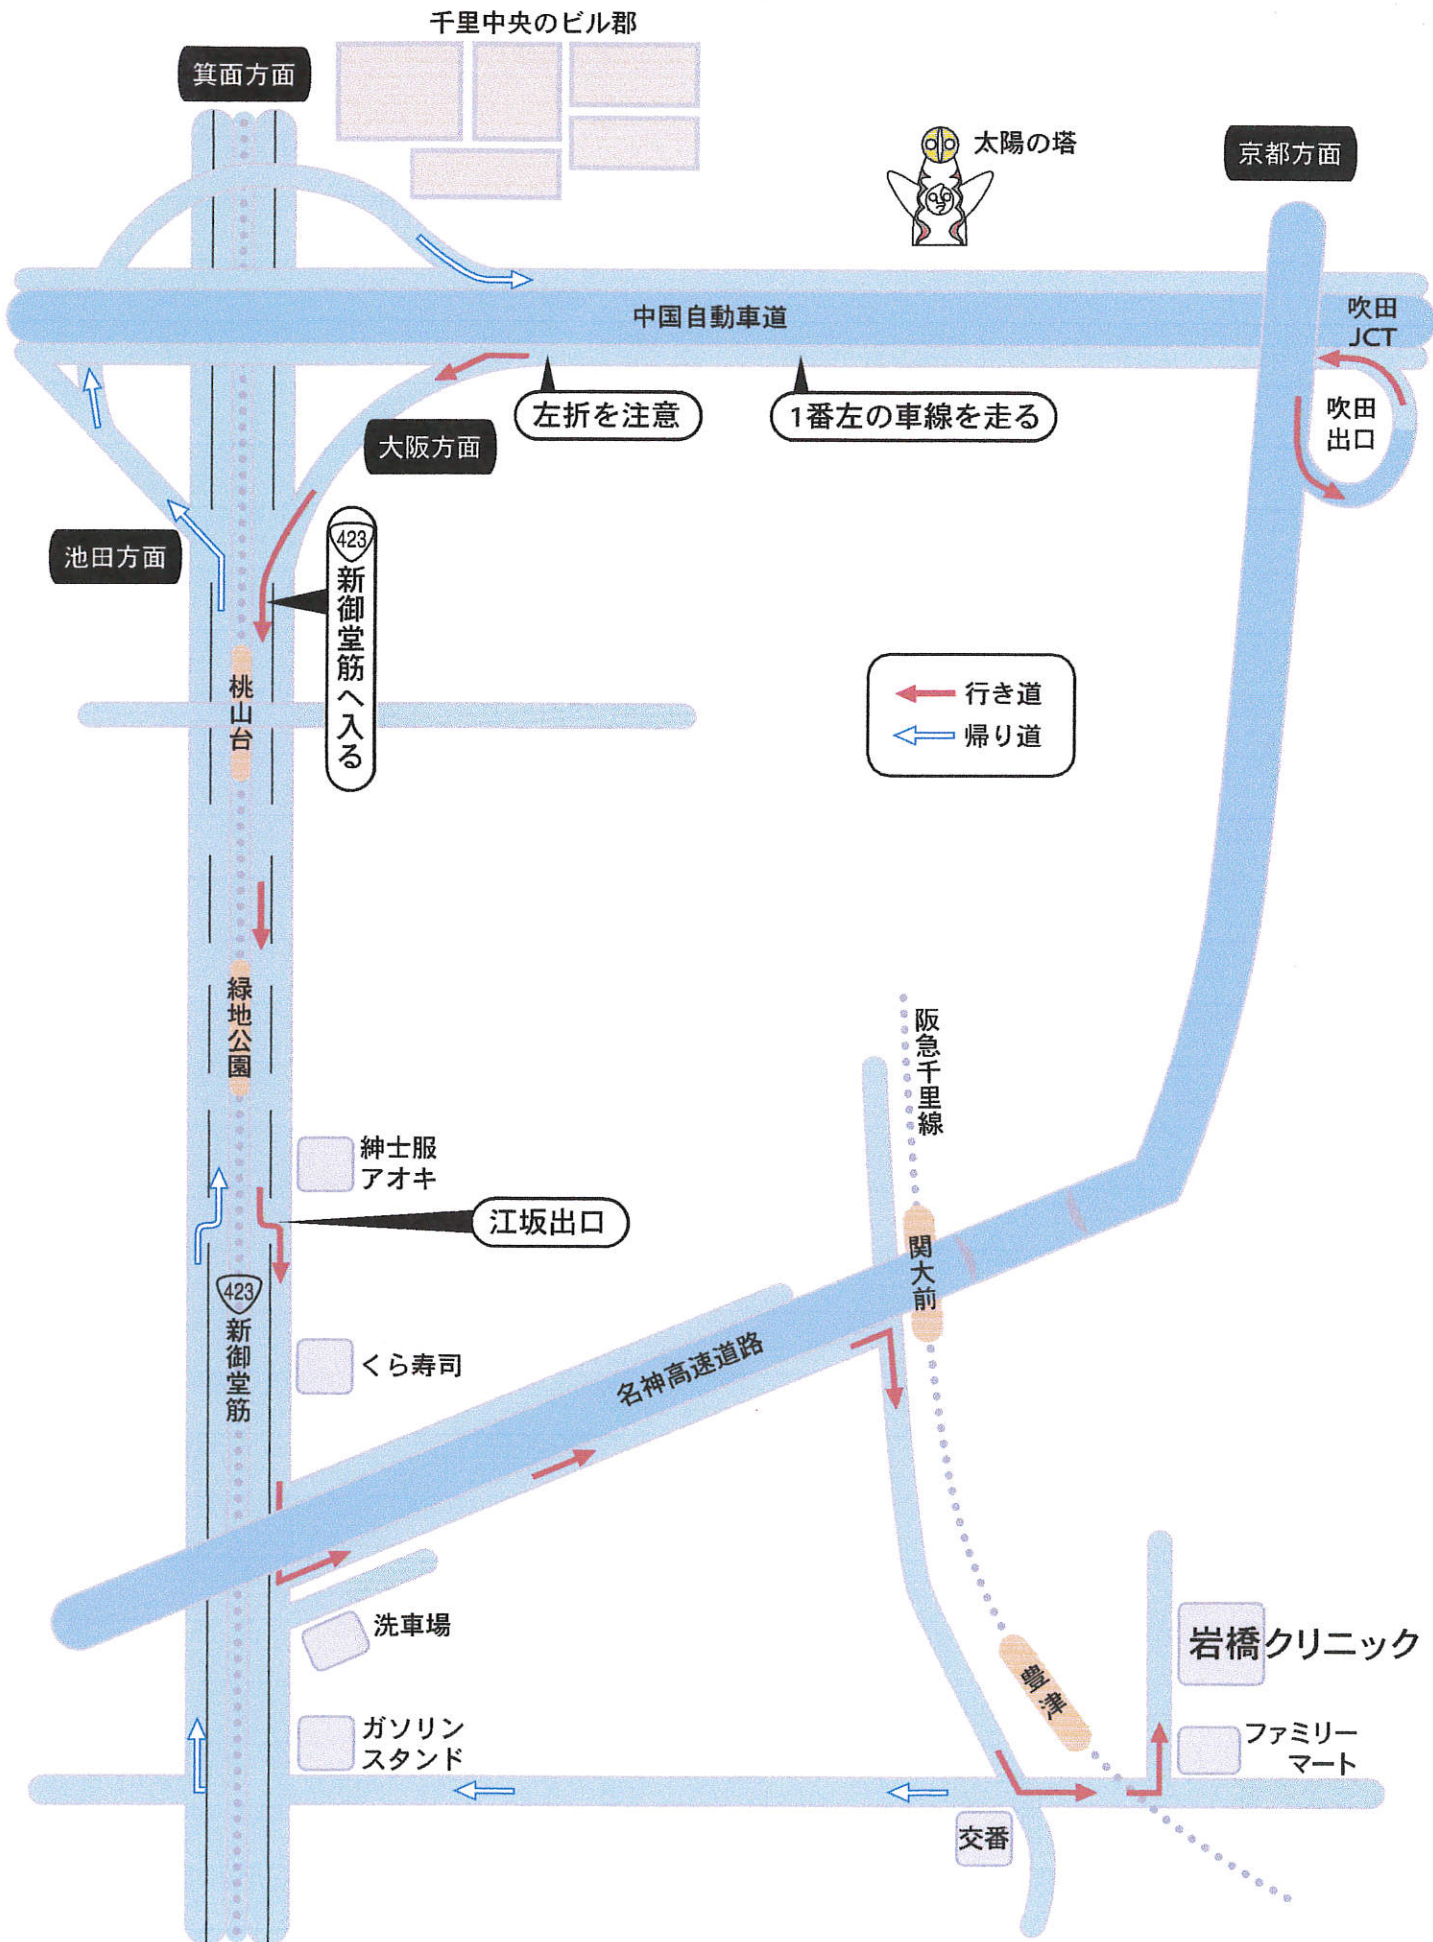 千里中央のビル郡
箕面方面
太陽の塔
京都方面
中国自動車道
吹田
JCT
左折を注意
1番左の車線を走る
吹田
出口
大阪方面
池田方面
423
新御堂筋へ入る
桃山台
行き道
帰り道
緑地公園
阪急千里線
紳士服
アオキ
江坂出口
関大前
423
新御堂筋
くら寿司
名神高速道路
洗車場
岩橋クリニック
豊津
ガソリン
スタンド
ファミリー
マート
交番